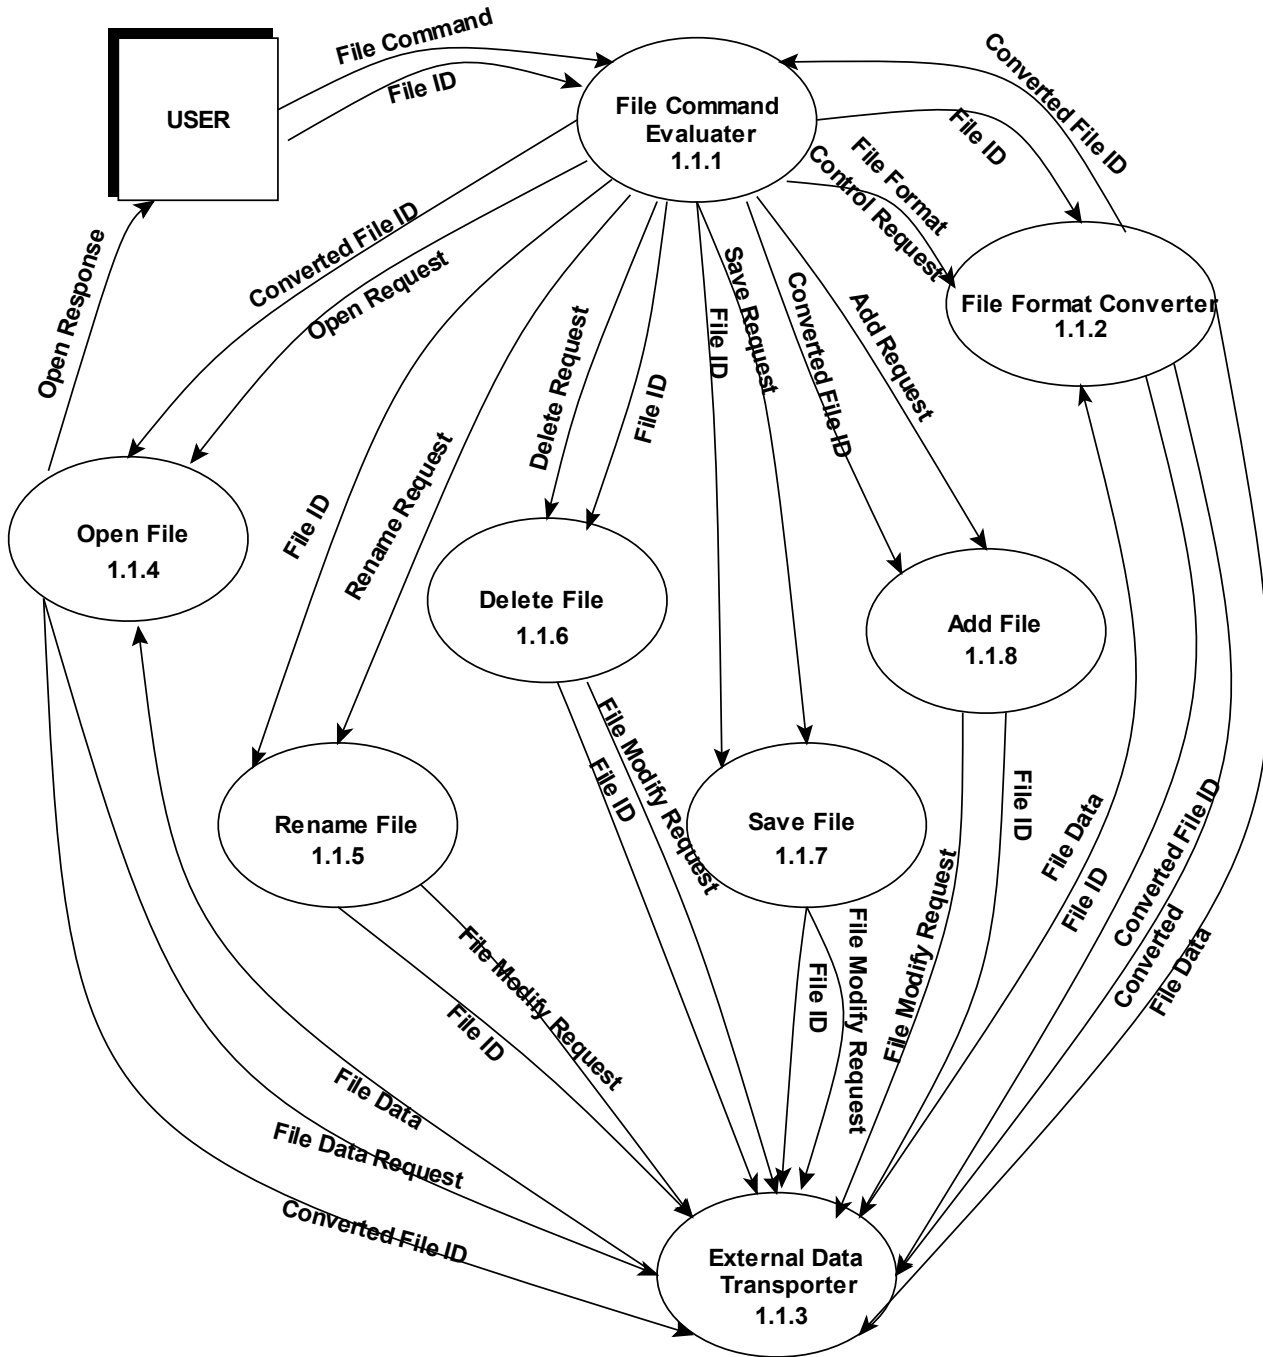 File Command
File ID
USER
File Command
Evaluater
1.1.1
Converted File ID
File ID
File Format
Control Request
File Format Converter
1.1.2
Open Response
Converted File ID
Open Request
File ID
Rename Request
Delete Request
File ID
File ID
Save Request
Converted File ID
Add Request
Open File
1.1.4
Delete File
1.1.6
Add File
1.1.8
Rename File
1.1.5
Save File
1.1.7
File Modify Request
File ID
File ID
File Modify Request
File ID
File Modify Request
File ID
File Modify Request
File ID
File Data
File ID
Converted File ID
Converted
File Data
File Data
File Data Request
Converted File ID
External Data
Transporter
1.1.3